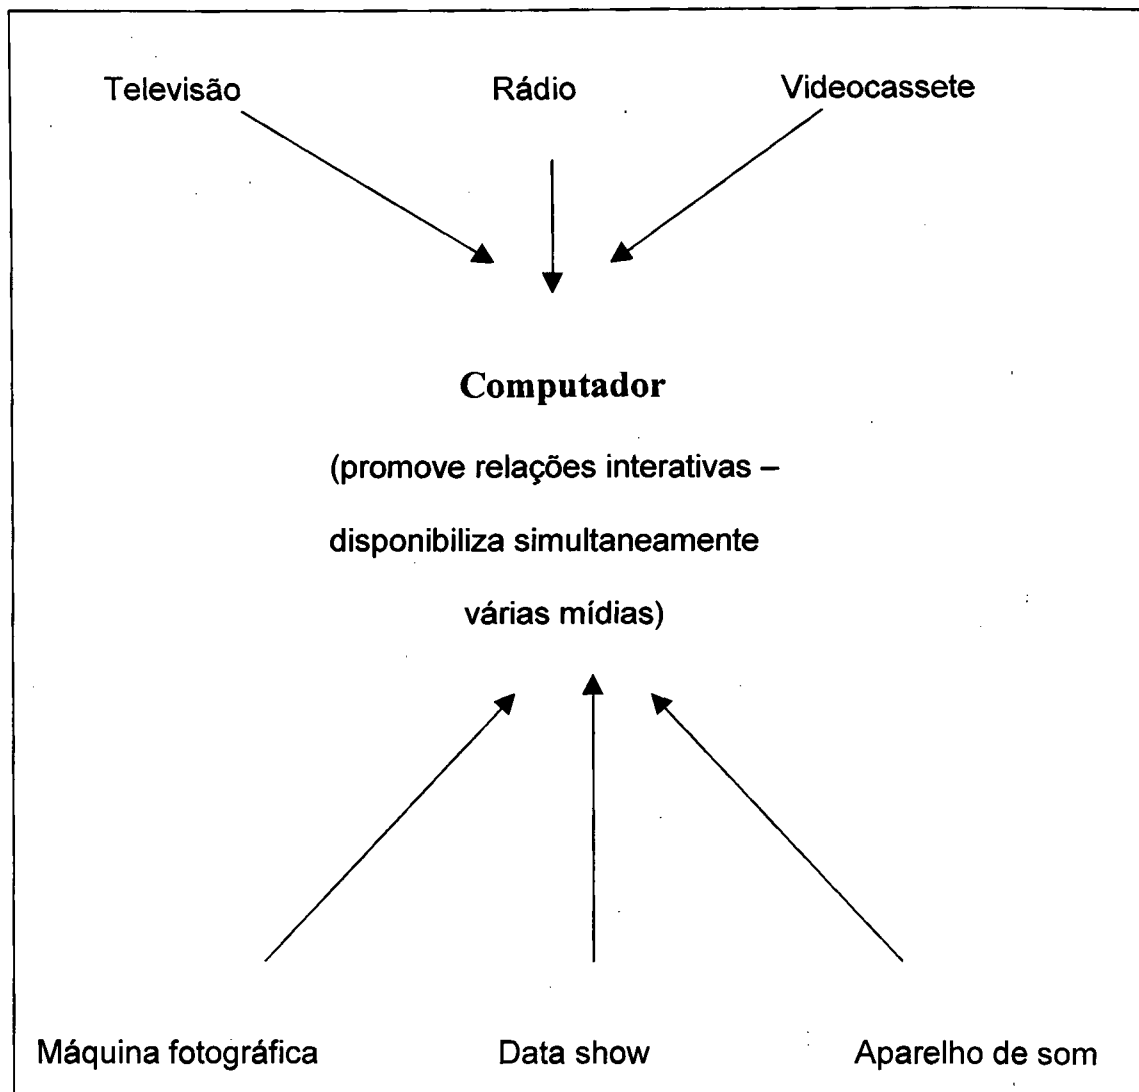 Televisão Rádio Videocassete
Computador
(promove relações interativas –
disponibiliza simultaneamente
várias mídias)
Máquina fotográfica Data show Aparelho de som